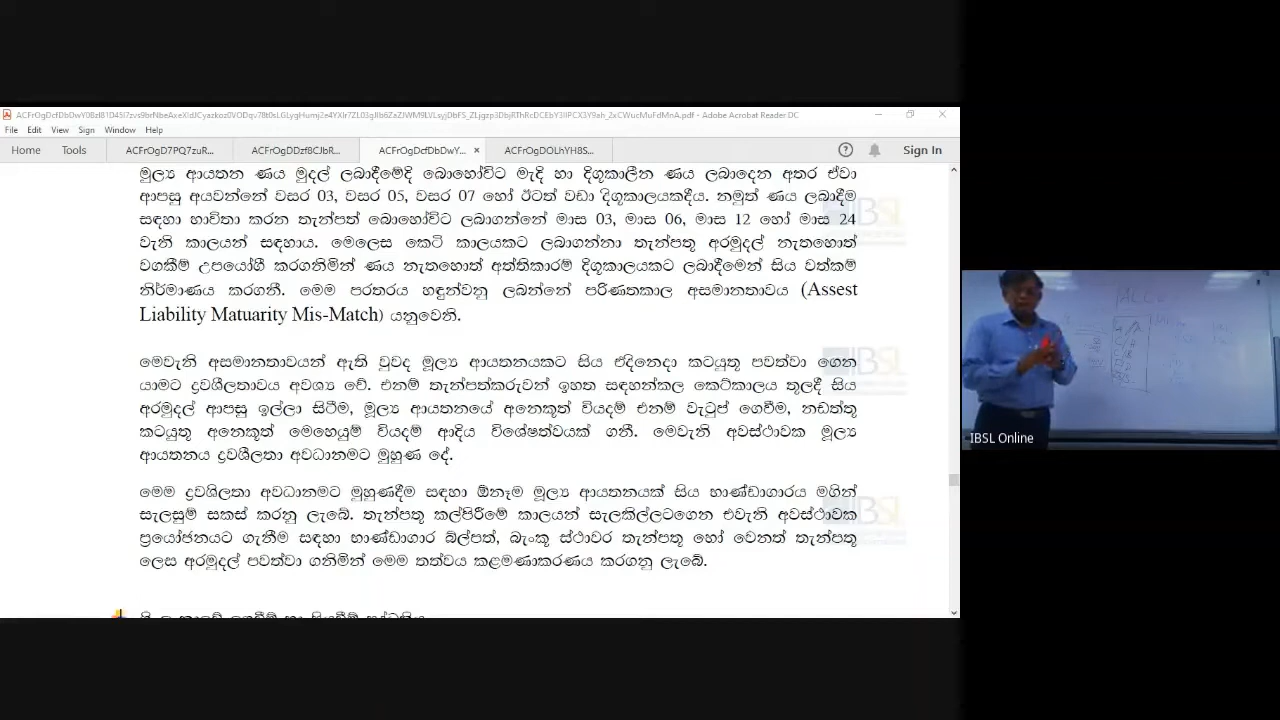 Home Tools ACFrOgD7PQ7zuR... ACFrOgDDzf8CJbR... ACFrOgDcfDbDwY... × ACFrOgDOLhYH8S... Sign In
File Edit View Sign Window Help
මූල්‍ය ආයතන ණය මුදල් ලබාදීමේදි බොහෝවිට මැදි හා දිගුකාලීන ණය ලබාදෙන අතර ඒවා
ආපසු අයවන්නේ වසර 03, වසර 05, වසර 07 හෝ ඊටත් වඩා දිගුකාලයකදීය. නමුත් ණය ලබාදීම
සඳහා භාවිතා කරන තැන්පත් බොහෝවිට ලබාගන්නේ මාස 03, මාස 06, මාස 12 හෝ මාස 24
වැනි කාලයන් සඳහාය. මෙලෙස කෙටි කාලයකට ලබාගන්නා තැන්පතු අරමුදල් නැතහොත්
වගකීම් උපයෝගී කරගනිමින් ණය නැතහොත් අත්තිකාරම් දිගුකාලයකට ලබාදීමෙන් සිය වත්කම්
නිර්මාණය කරගනී. මෙම පරතරය හඳුන්වනු ලබන්නේ පරිණතකාල අසමානතාවය (Assest
Liability Matuarity Mis-Match) යනුවෙනි.
මෙවැනි අසමානතාවයන් ඇති වුවද මූල්‍ය ආයතනයකට සිය එදිනෙදා කටයුතු පවත්වා ගෙන
යාමට ද්‍රවශීලතාවය අවශ්‍ය වේ. එනම් තැන්පත්කරුවන් ඉහත සඳහන්කල කෙටිකාලය තුලදී සිය
අරමුදල් ආපසු ඉල්ලා සිටීම, මූල්‍ය ආයතනයේ අනෙකුත් වියදම් එනම් වැටුප් ගෙවීම, නඩත්තු
කටයුතු අනෙකුත් මෙහෙයුම් වියදම් ආදිය විශේෂත්වයක් ගනී. මෙවැනි අවස්ථාවක මූල්‍ය
ආයතනය ද්‍රවශීලතා අවධානමට මුහුණ දේ.
මෙම ද්‍රවශිලතා අවධානමට මුහුණදීම සඳහා ඕනෑම මූල්‍ය ආයතනයක් සිය භාණ්ඩාගාරය මගින්
සැලසුම් සකස් කරනු ලැබේ. තැන්පතු කල්පිරීමේ කාලයන් සැලකිල්ලටගෙන එවැනි අවස්ථාවක
ප්‍රයෝජනයට ගැනීම සඳහා භාණ්ඩාගාර බිල්පත්, බැංකු ස්ථාවර තැන්පතු හෝ වෙනත් තැන්පතු
ලෙස අරමුදල් පවත්වා ගනිමින් මෙම තත්වය කළමණාකරණය කරගනු ලැබේ.
IBSL Online